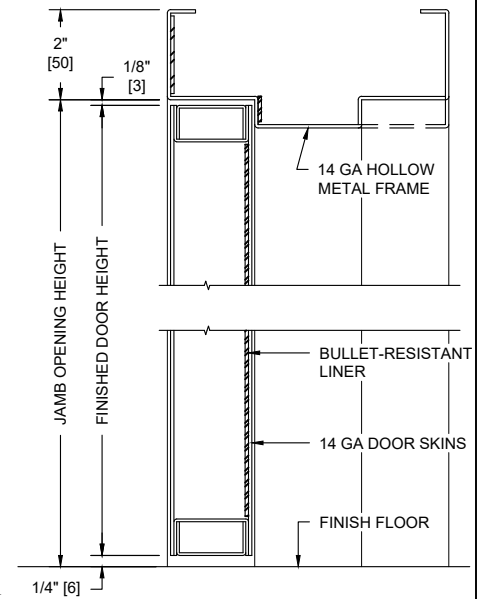 2"
[50]
1/8"
[3]
14 GA HOLLOW
METAL FRAME
JAMB OPENING HEIGHT
FINISHED DOOR HEIGHT
BULLET-RESISTANT
LINER
14 GA DOOR SKINS
FINISH FLOOR
1/4" [6]